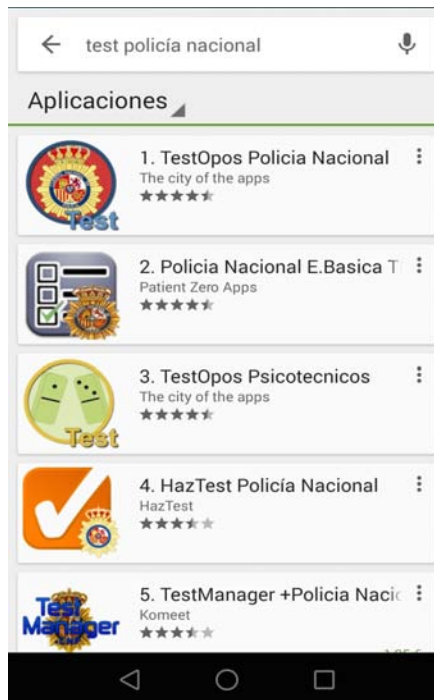 test policía nacional
Aplicaciones
1. TestOpos Policia Nacional
The city of the apps
Test
2. Policia Nacional E.Basica T
Patient Zero Apps
3. TestOpos Psicotecnicos
The city of the apps
Test
4. HazTest Policía Nacional
HazTest
5. TestManager +Policia Nacic
Komeet
Test
Manager